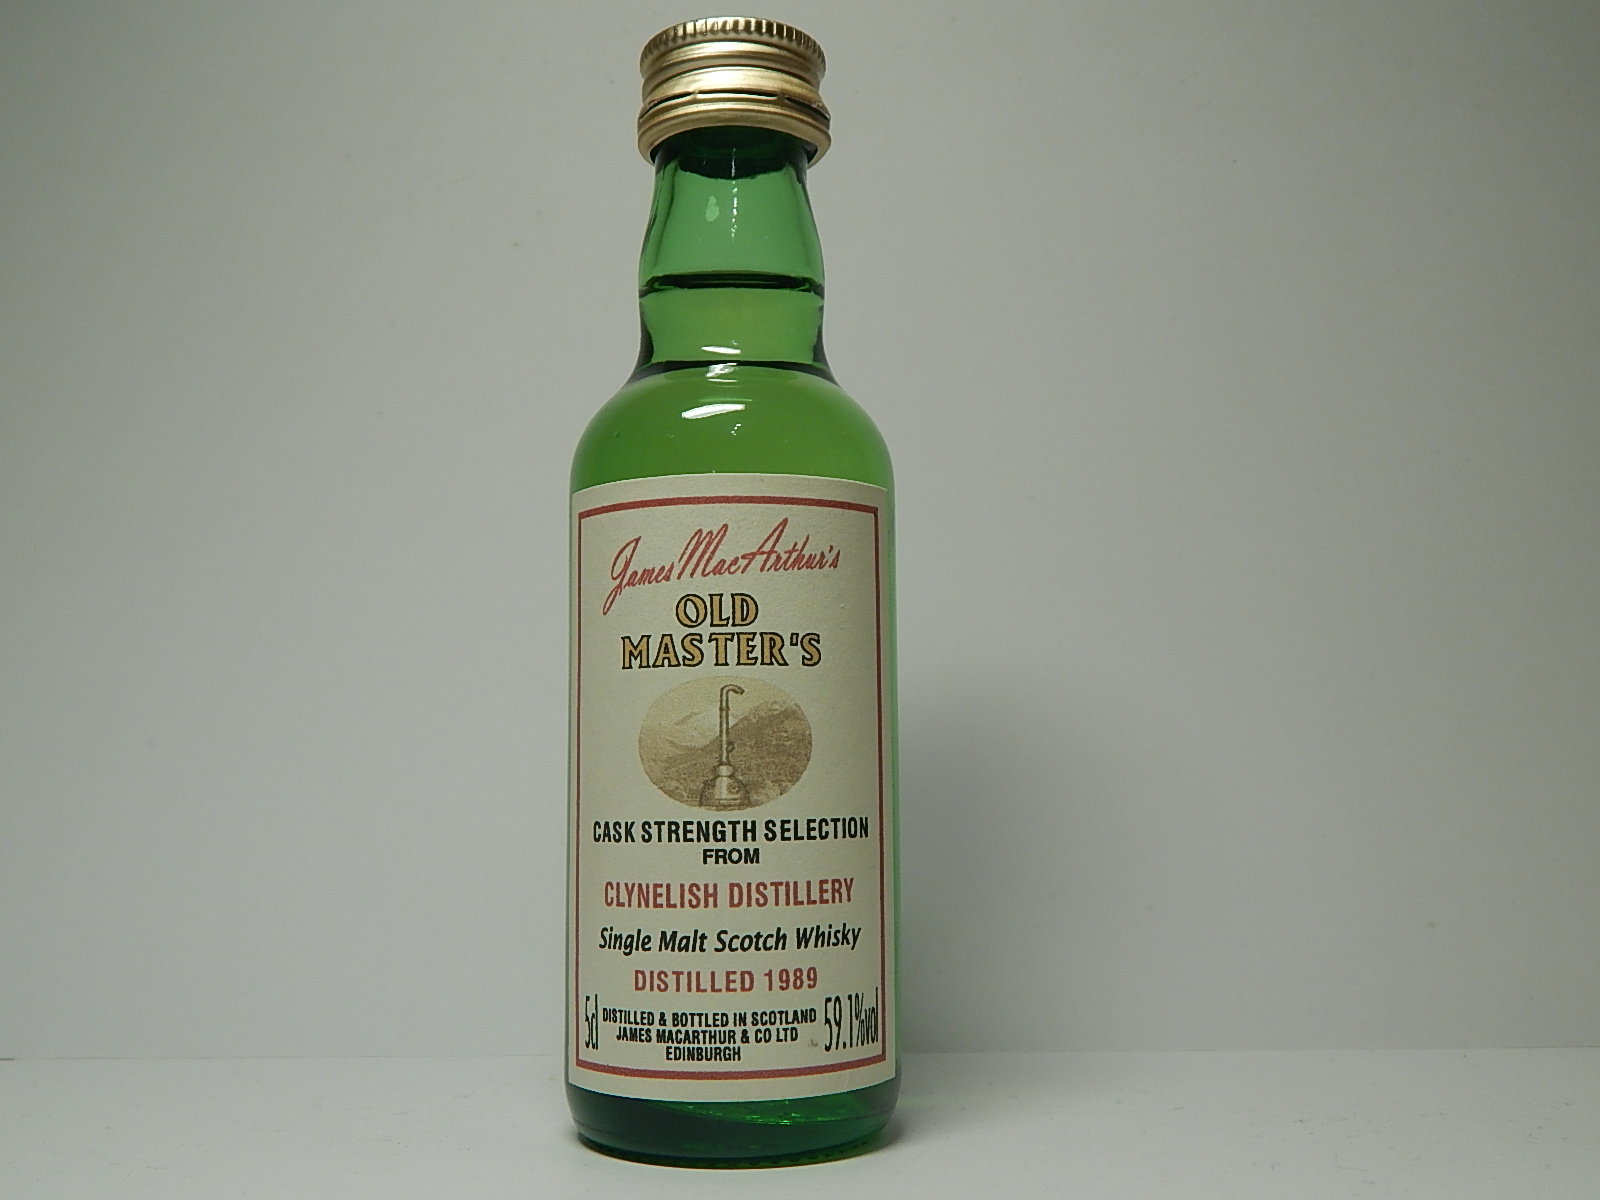 James MacArthur's
OLD
MASTER'S
CASK STRENGTH SELECTION
FROM
CLYNELISH DISTILLERY
Single Malt Scotch Whisky
DISTILLED 1989
5cl DISTILLED & BOTTLED IN SCOTLAND 59.1%vol
JAMES MACARTHUR & CO LTD
EDINBURGH